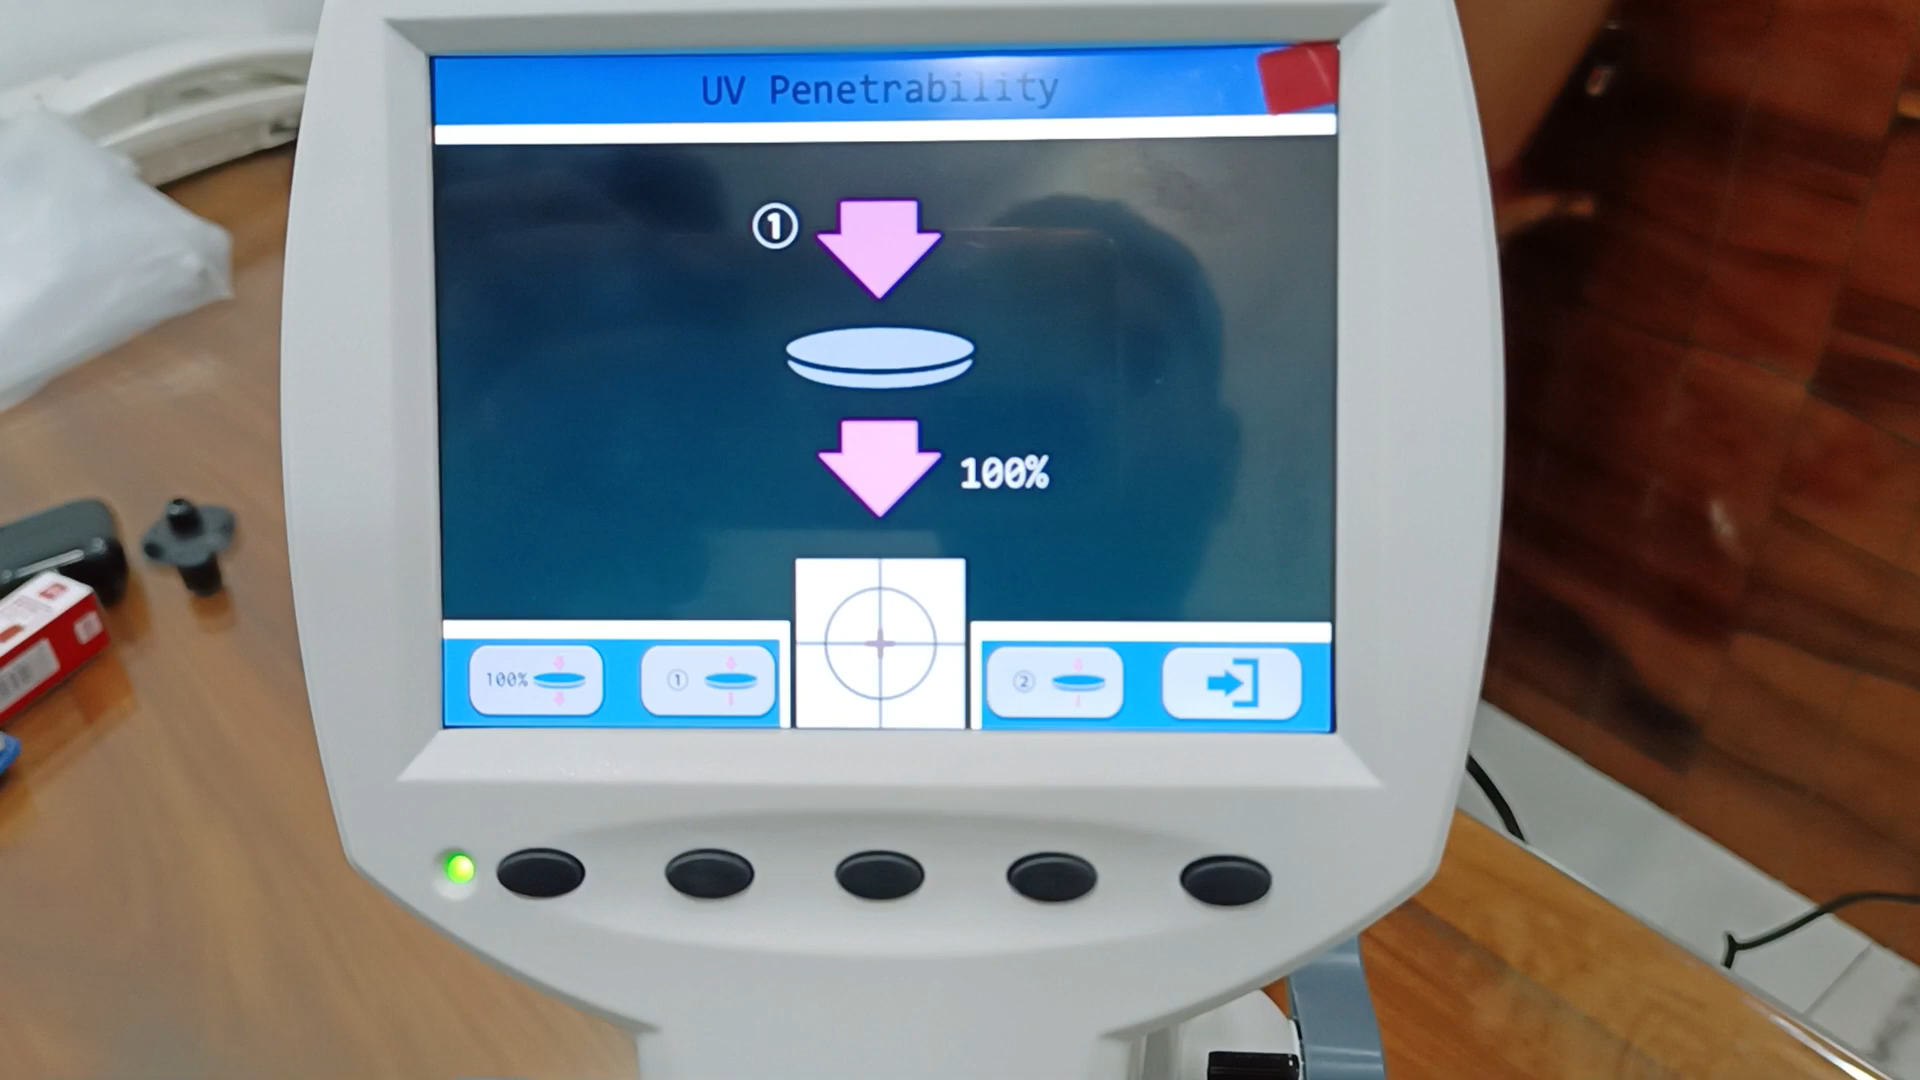 UV Penetrability
①
100%
100% ① ②